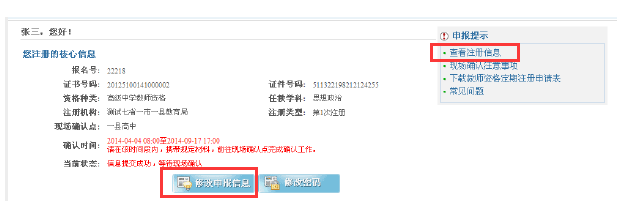 张三，您好！
您注册的核心信息
报名号： 22218
证书号码： 20125100141000002 证件号码： 511322198212124255
资格种类： 高级中学教师资格 任教学科： 思想政治
注册机构： 测试七省一市一县教育局 注册类型： 第1次注册
现场确认点： 一县高中
确认时间： 2014-04-04 08:00至2014-09-17 17:00
请在该时间段内，携带规定材料，前往现场确认点完成确认工作。
当前状态： 信息提交成功，等待现场确认
修改申报信息 修改密码
申报提示
查看注册信息
现场确认注意事项
下载教师资格定期注册申请表
常见问题